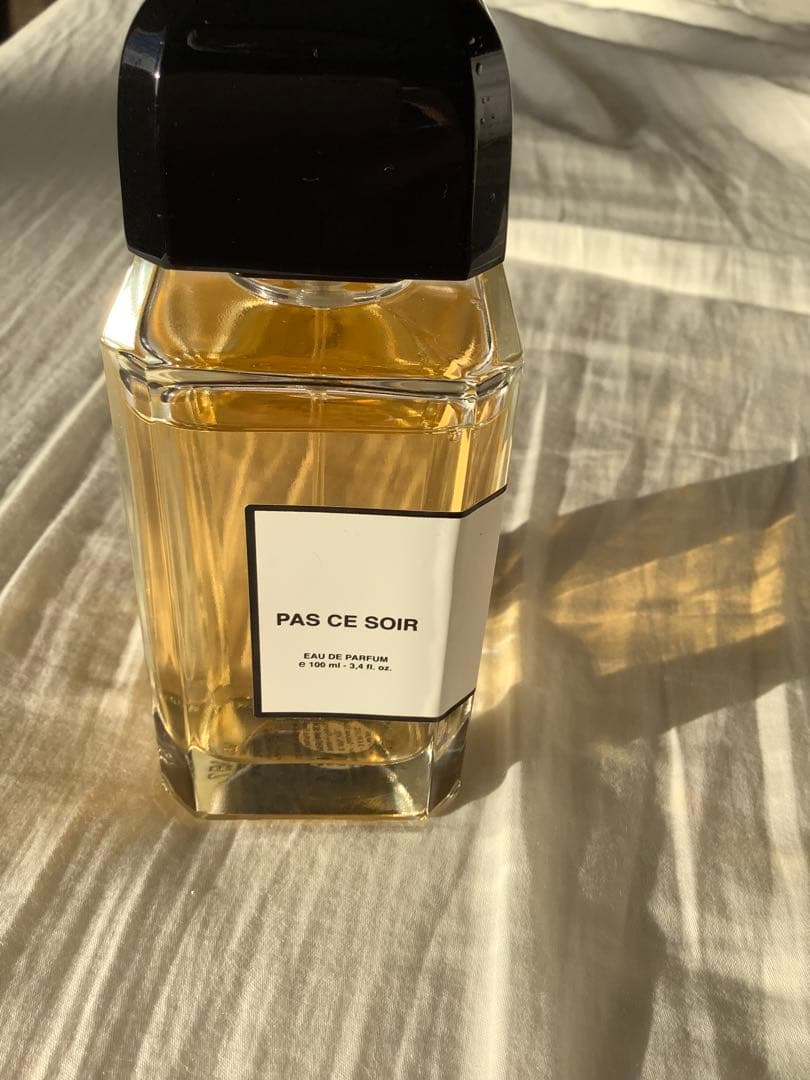 PAS CE SOIR
EAU DE PARFUM
e 100 ml - 3,4 fl. oz.